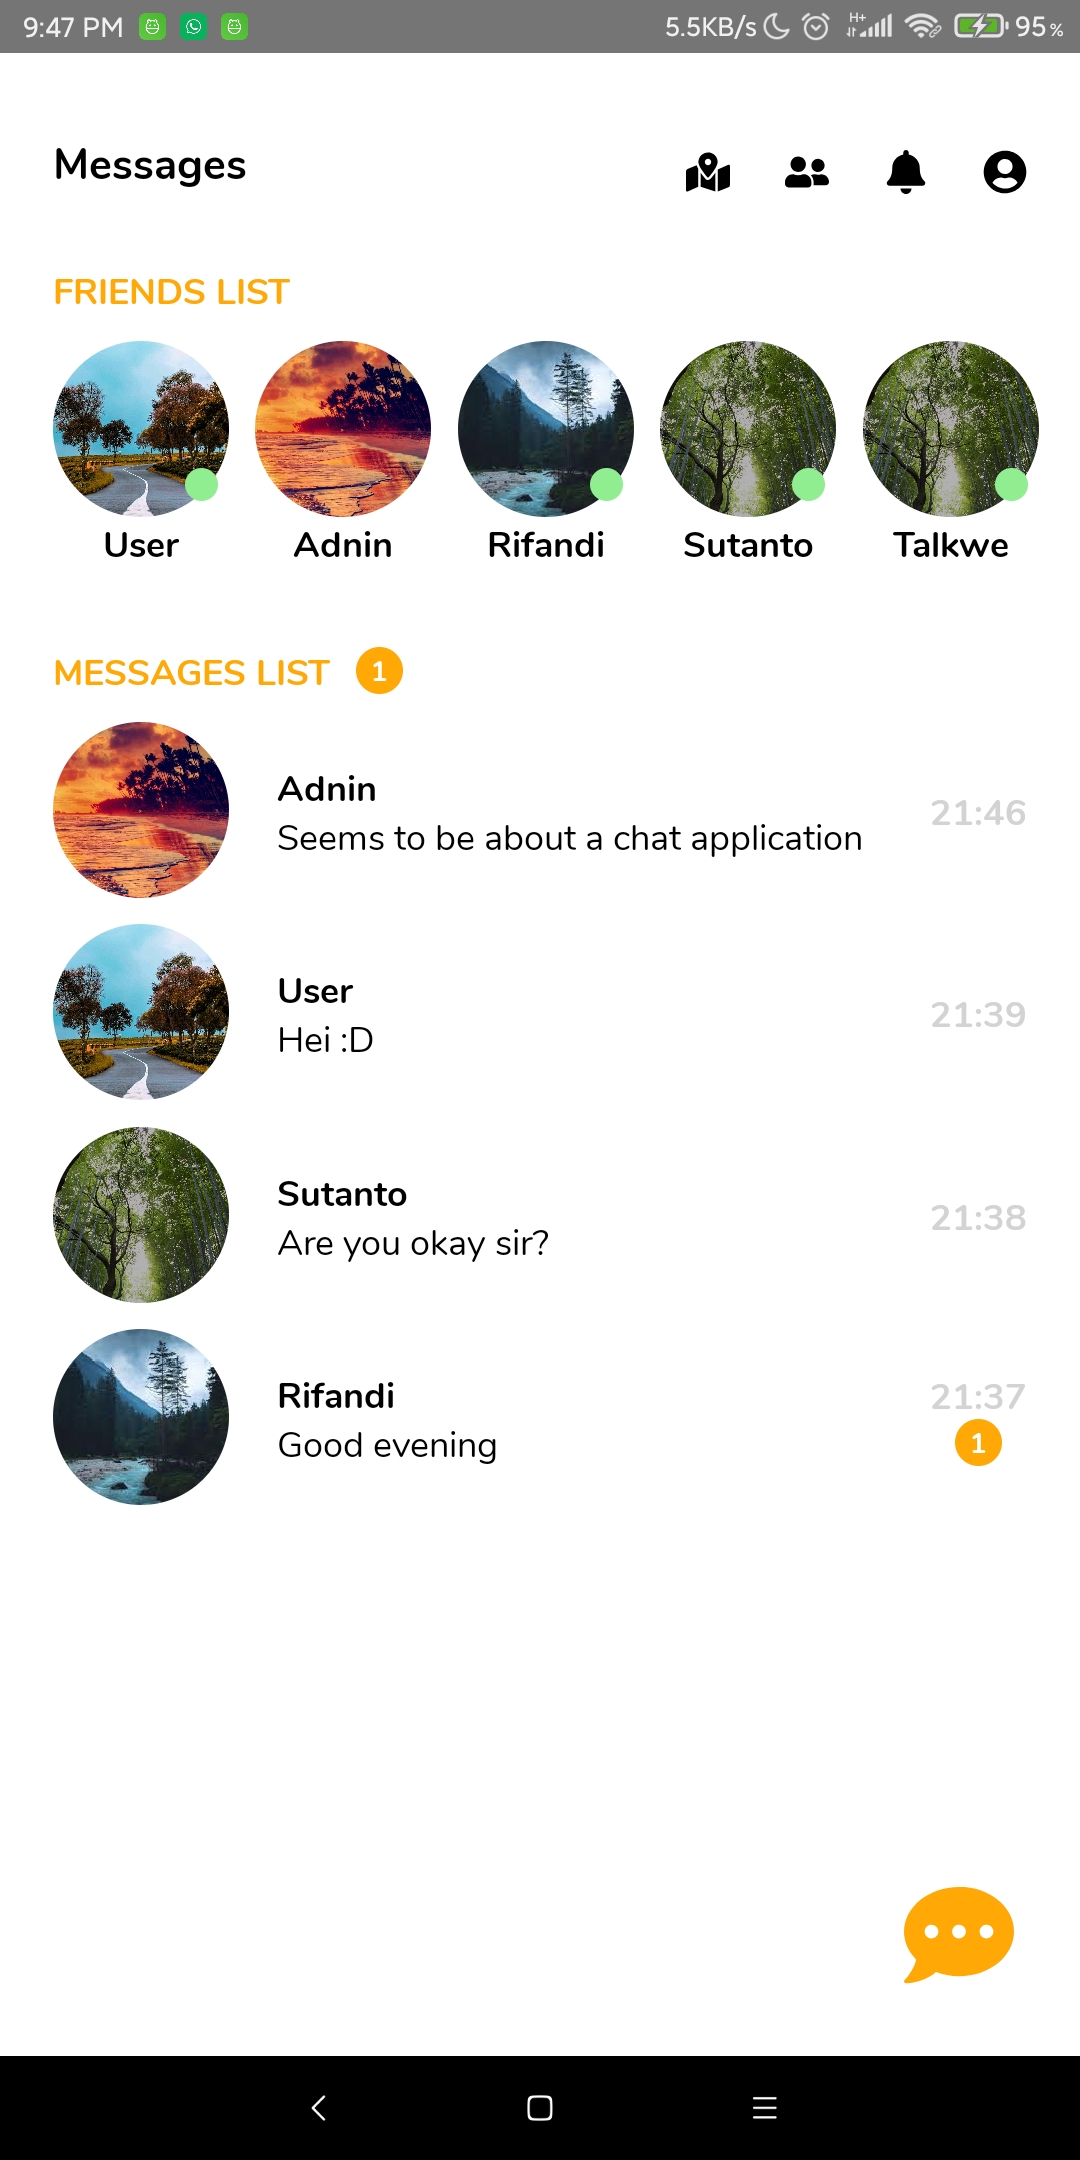 9:47 PM 5.5KB/s H+ 95%
Messages
FRIENDS LIST
User Adnin Rifandi Sutanto Talkwe
MESSAGES LIST 1
Adnin
Seems to be about a chat application
21:46
User
Hei :D
21:39
Sutanto
Are you okay sir?
21:38
Rifandi
Good evening
21:37
1